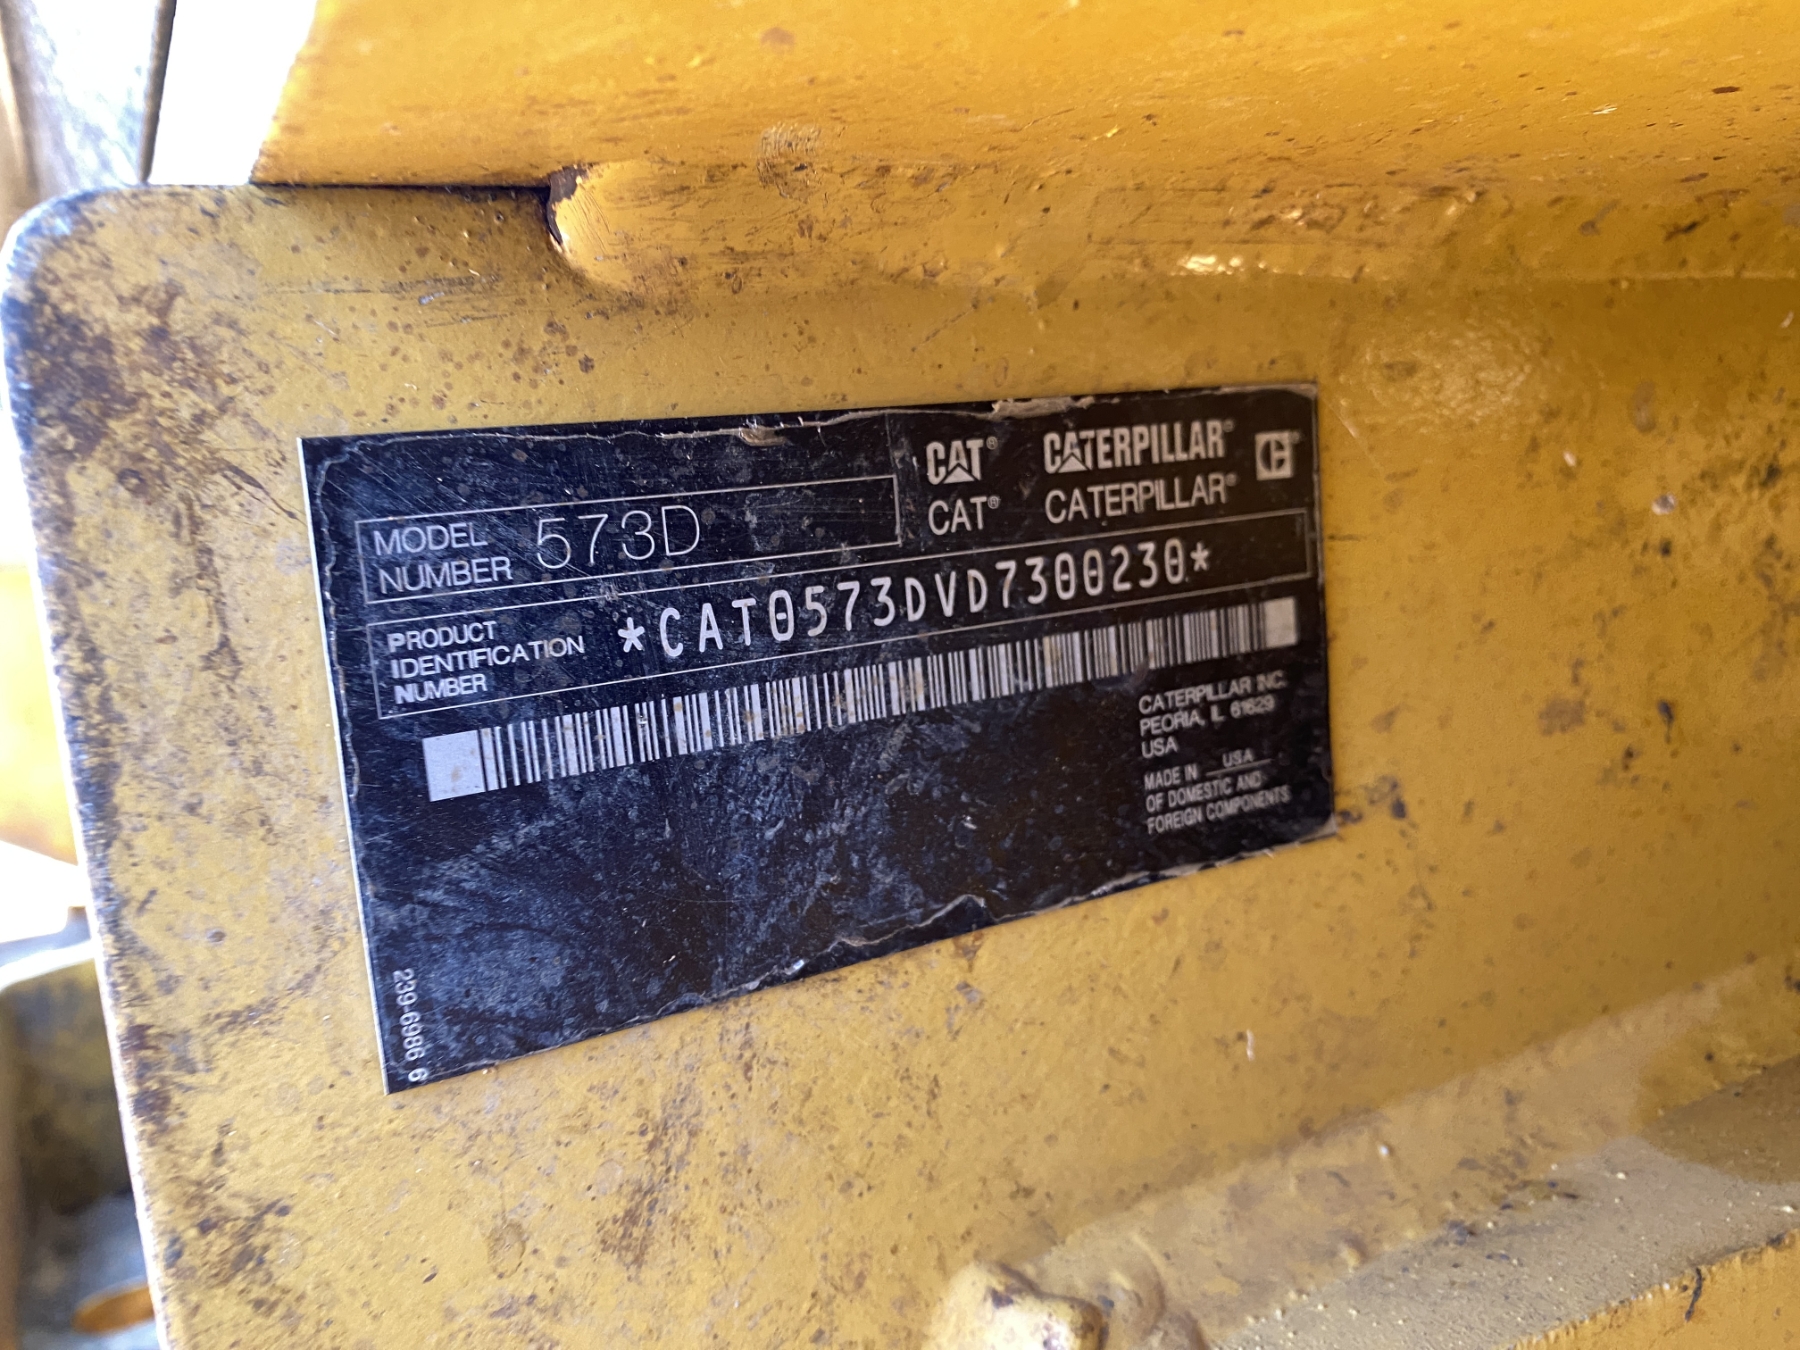 MODEL NUMBER 573D
CAT® CATERPILLAR®
CAT® CATERPILLAR®
PRODUCT IDENTIFICATION NUMBER *CAT0573DVD7300230*
CATERPILLAR INC.
PEORIA, IL 61629
USA
MADE IN USA
OF DOMESTIC AND
FOREIGN COMPONENTS
239-6986 6